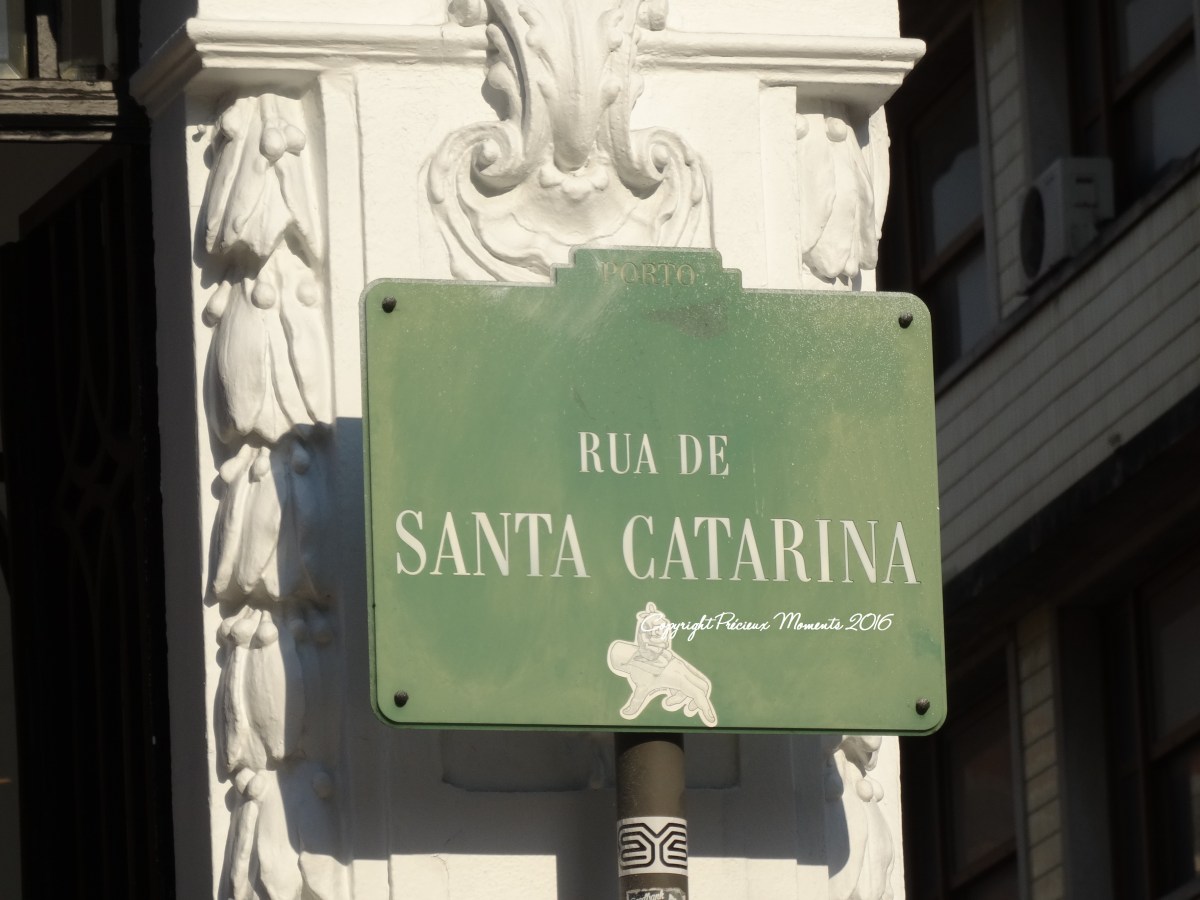 PORTO
RUA DE
SANTA CATARINA
Copyright Précieux Moments 2016